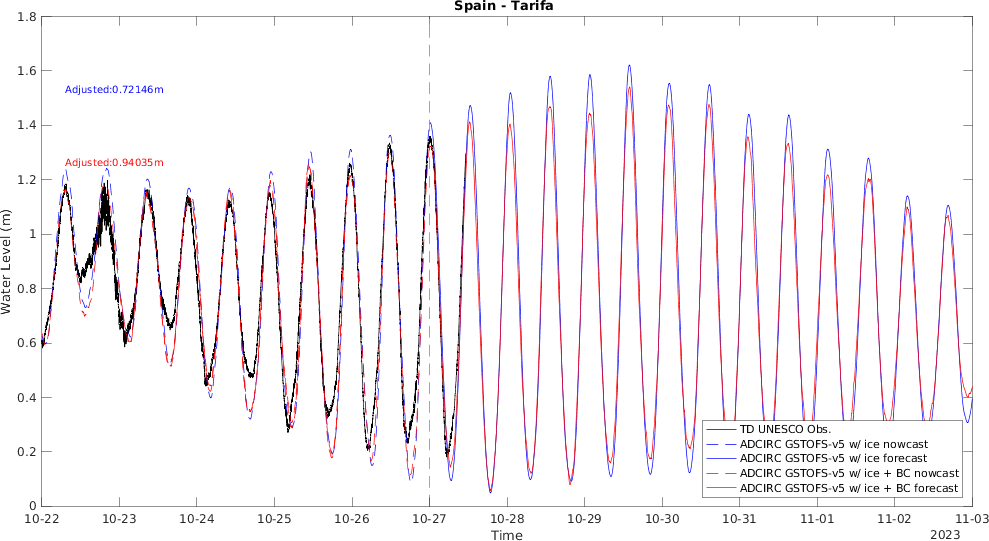 Spain - Tarifa
1.8
1.6
1.4
1.2
1
0.8
0.6
0.4
0.2
0
Water Level (m)
Adjusted:0.72146m
Adjusted:0.94035m
TD UNESCO Obs.
ADCIRC GSTOFS-v5 w/ ice nowcast
ADCIRC GSTOFS-v5 w/ ice forecast
ADCIRC GSTOFS-v5 w/ ice + BC nowcast
ADCIRC GSTOFS-v5 w/ ice + BC forecast
10-22 10-23 10-24 10-25 10-26 10-27 10-28 10-29 10-30 10-31 11-01 11-02 11-03
Time
2023